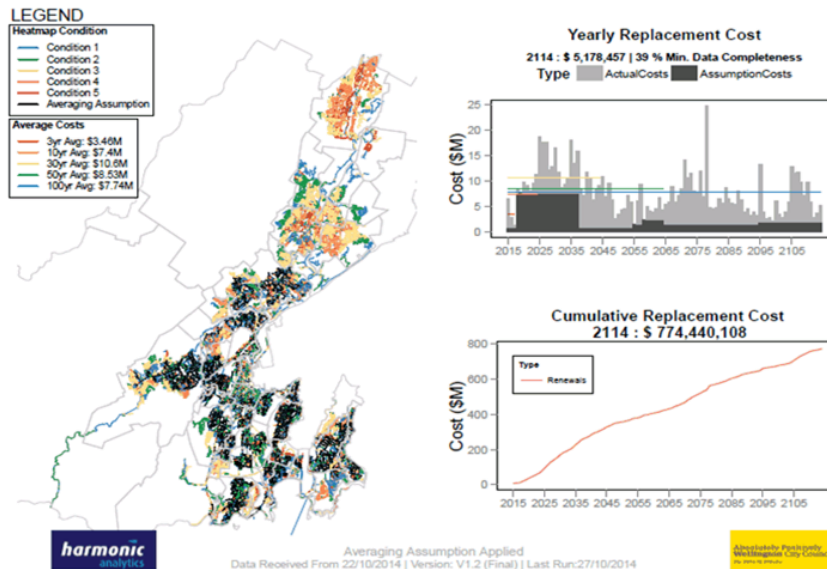 LEGEND
Heatmap Condition
Condition 1
Condition 2
Condition 3
Condition 4
Condition 5
Averaging Assumption
Average Costs
3yr Avg: $3.46M
10yr Avg: $7.4M
30yr Avg: $10.6M
50yr Avg: $8.53M
100yr Avg: $7.74M
Yearly Replacement Cost
2114 : $ 5,178,457 | 39 % Min. Data Completeness
Type ActualCosts AssumptionCosts
Cost ($M)
25
20
15
10
5
0
2015 2025 2035 2045 2055 2065 2075 2085 2095 2105
Cumulative Replacement Cost
2114 : $ 774,440,108
Cost ($M)
800
600
400
200
0
Type
Renewals
2015 2025 2035 2045 2055 2065 2075 2085 2095 2105
harmonic
analytics
Averaging Assumption Applied
Data Received From 22/10/2014 | Version: V1.2 (Final) | Last Run:27/10/2014
Absolutely Positively
Wellington City Council